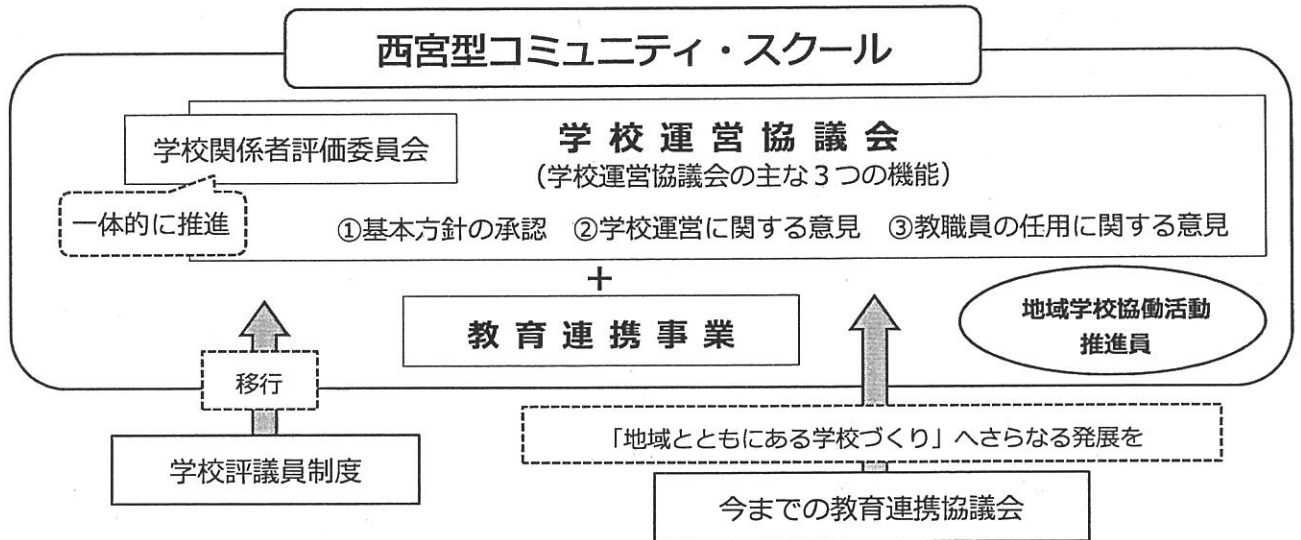 西宮型コミュニティ・スクール
学校関係者評価委員会
学校運営協議会
（学校運営協議会の主な３つの機能）
一体的に推進
①基本方針の承認　②学校運営に関する意見　③教職員の任用に関する意見
＋
教育連携事業
地域学校協働活動
推進員
移行
「地域とともにある学校づくり」へさらなる発展を
学校評議員制度
今までの教育連携協議会